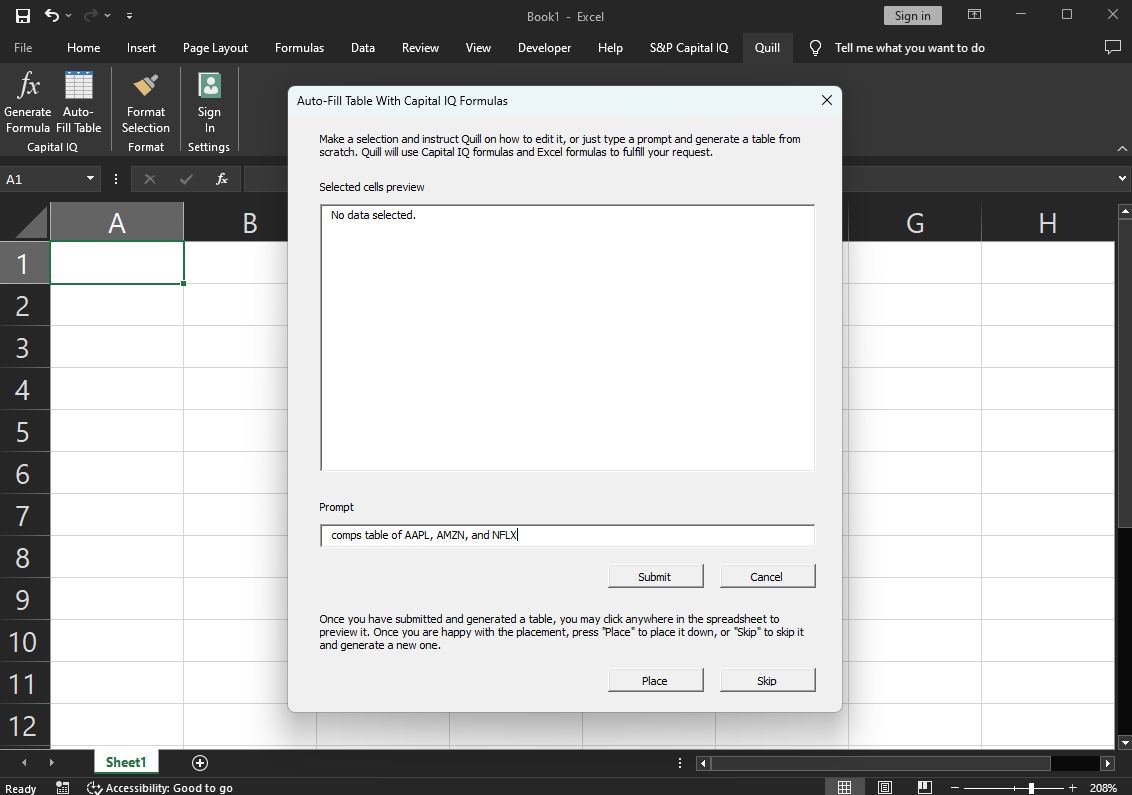 Book1 - Excel
Sign in
File Home Insert Page Layout Formulas Data Review View Developer Help S&P Capital IQ Quill Tell me what you want to do
fx
Generate Auto- Format Sign
Formula Fill Table Selection In
Capital IQ Format Settings
A1 fx
A B G H
Auto-Fill Table With Capital IQ Formulas
Make a selection and instruct Quill on how to edit it, or just type a prompt and generate a table from
scratch. Quill will use Capital IQ formulas and Excel formulas to fulfill your request.
Selected cells preview
No data selected.
Prompt
comps table of AAPL, AMZN, and NFLX
Submit Cancel
Once you have submitted and generated a table, you may click anywhere in the spreadsheet to
preview it. Once you are happy with the placement, press "Place" to place it down, or "Skip" to skip it
and generate a new one.
Place Skip
1
2
3
4
5
6
7
8
9
10
11
12
Sheet1
Ready Accessibility: Good to go 208%